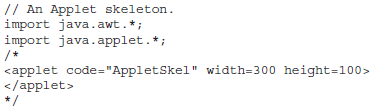 // An Applet skeleton.
import java.awt.*;
import java.applet.*;
/*
<applet code="AppletSkel" width=300 height=100>
</applet>
*/